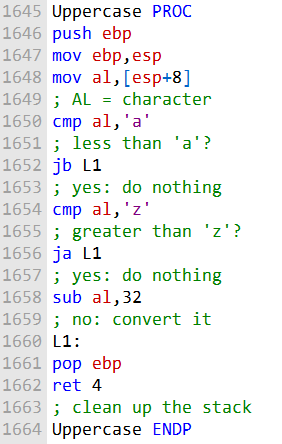 1645 Uppercase PROC
1646 push ebp
1647 mov ebp,esp
1648 mov al,[esp+8]
1649 ; AL = character
1650 cmp al,'a'
1651 ; less than 'a'?
1652 jb L1
1653 ; yes: do nothing
1654 cmp al,'z'
1655 ; greater than 'z'?
1656 ja L1
1657 ; yes: do nothing
1658 sub al,32
1659 ; no: convert it
1660 L1:
1661 pop ebp
1662 ret 4
1663 ; clean up the stack
1664 Uppercase ENDP